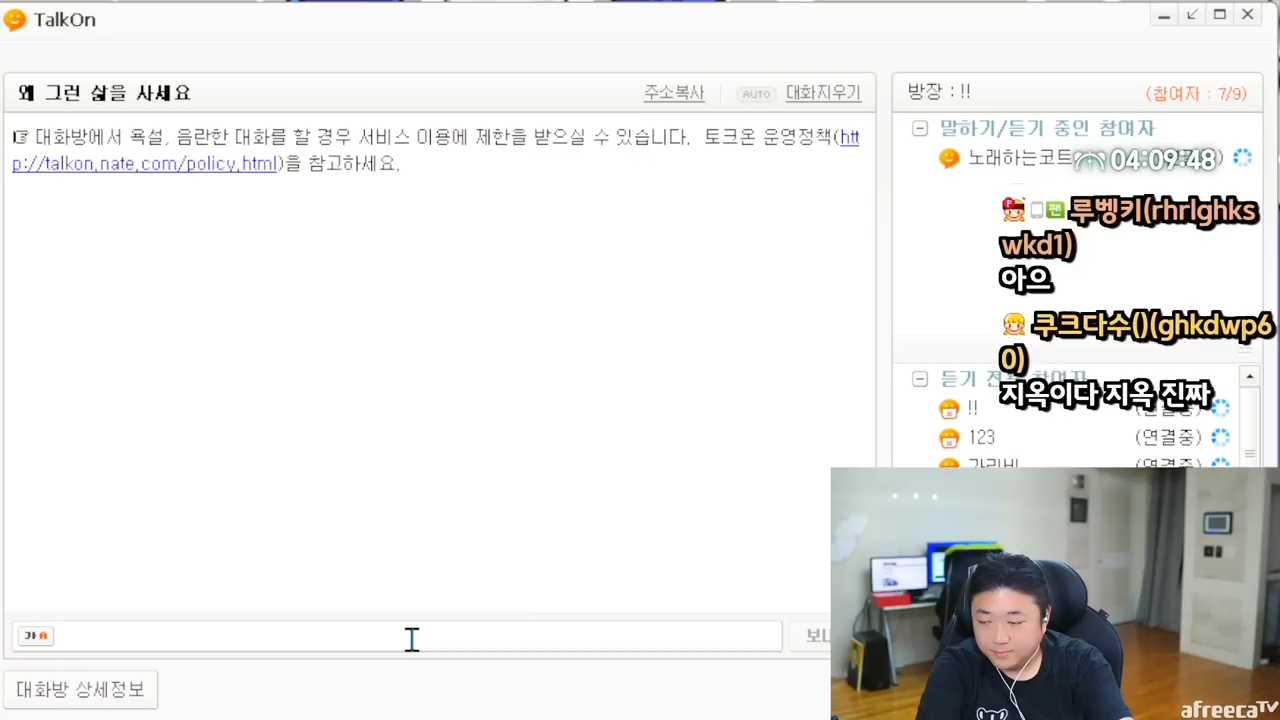 TalkOn
왜 그런 삶을 사세요
주소복사
AUTO
대화지우기
☞ 대화방에서 욕설, 음란한 대화를 할 경우 서비스 이용에 제한을 받으실 수 있습니다. 토크온 운영정책(htt
p://talkon.nate.com/policy.html)을 참고하세요.
방장 : !!
(참여자 : 7/9)
말하기/듣기 중인 참여자
노래하는코트
04:09:48
F 팬 루벵키(rhrlghks
wkd1)
아으
쿠크다수()(ghkdwp6
0)
지옥이다 지옥 진짜
듣기
!! (연결중)
123 (연결중)
가리비 (연결중)
가A
대화방 상세정보
afreecaTV